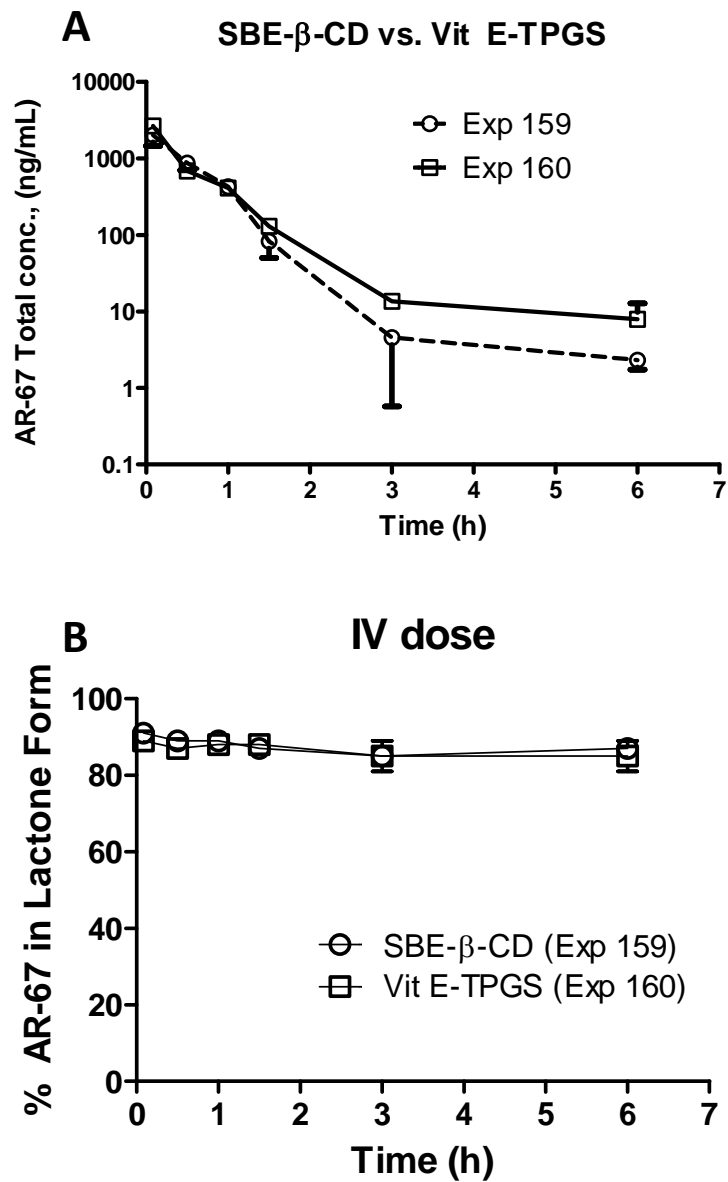 A
SBE-β-CD vs. Vit E-TPGS
AR-67 Total conc., (ng/mL)
10000
1000
100
10
1
0.1
Exp 159
Exp 160
0 1 2 3 4 5 6 7
Time (h)
B
IV dose
% AR-67 in Lactone Form
100
80
60
40
20
0
SBE-β-CD (Exp 159)
Vit E-TPGS (Exp 160)
0 1 2 3 4 5 6 7
Time (h)